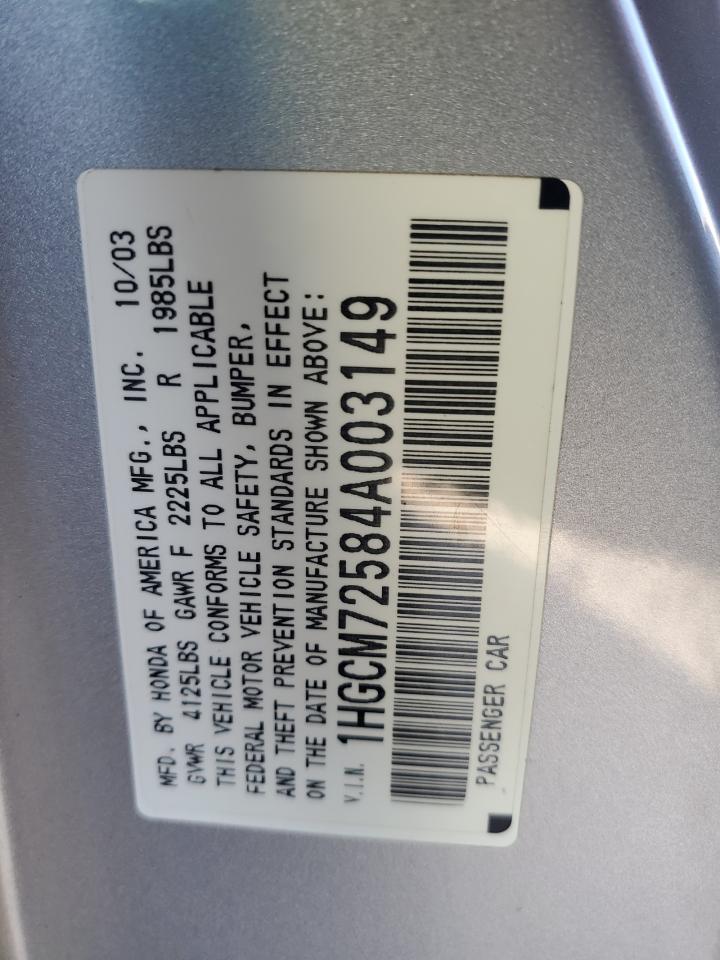 MFD. BY HONDA OF AMERICA MFG., INC. 10/03
GVWR 4125LBS GAWR F 2225LBS R 1985LBS
THIS VEHICLE CONFORMS TO ALL APPLICABLE
FEDERAL MOTOR VEHICLE SAFETY, BUMPER,
AND THEFT PREVENTION STANDARDS IN EFFECT
ON THE DATE OF MANUFACTURE SHOWN ABOVE:
V.I.N. 1HGCM72584A003149
PASSENGER CAR